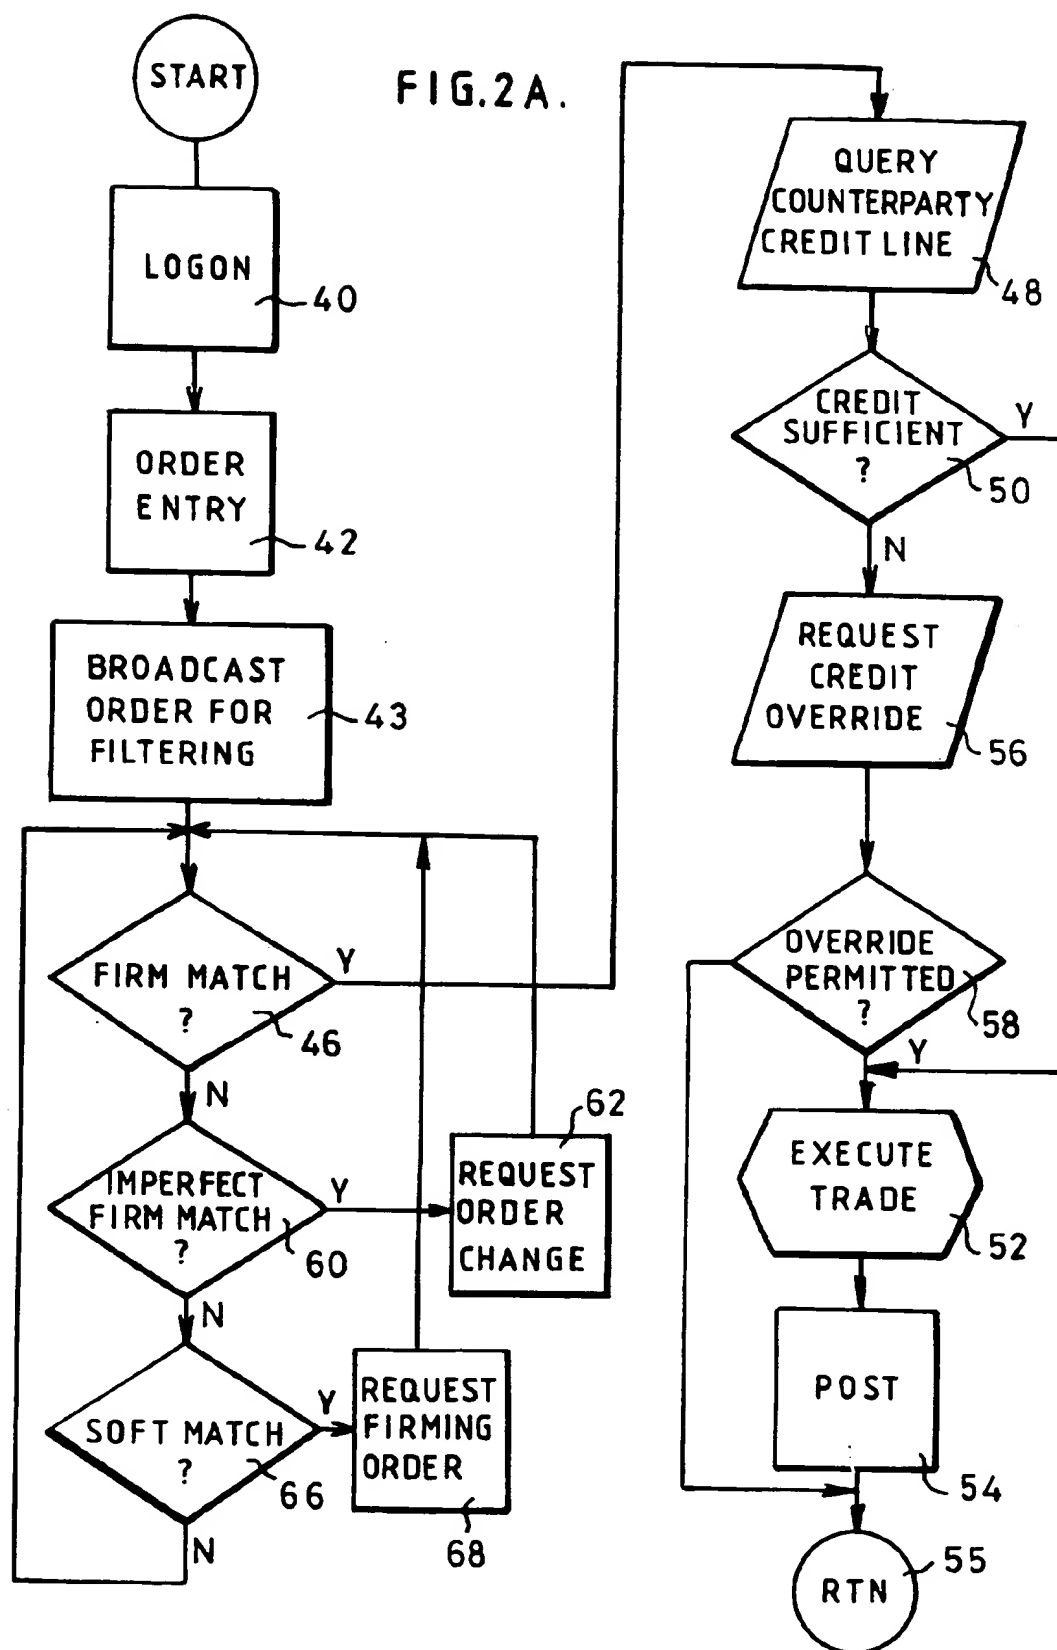 START
FIG.2A.
LOGON
40
ORDER
ENTRY
42
BROADCAST
ORDER FOR
FILTERING
43
FIRM MATCH
?
46
Y
N
IMPERFECT
FIRM MATCH
?
60
Y
N
62
REQUEST
ORDER
CHANGE
SOFT MATCH
?
66
Y
N
REQUEST
FIRMING
ORDER
68
QUERY
COUNTERPARTY
CREDIT LINE
48
CREDIT
SUFFICIENT
?
50
Y
N
REQUEST
CREDIT
OVERRIDE
56
OVERRIDE
PERMITTED
?
58
Y
EXECUTE
TRADE
52
POST
54
RTN
55